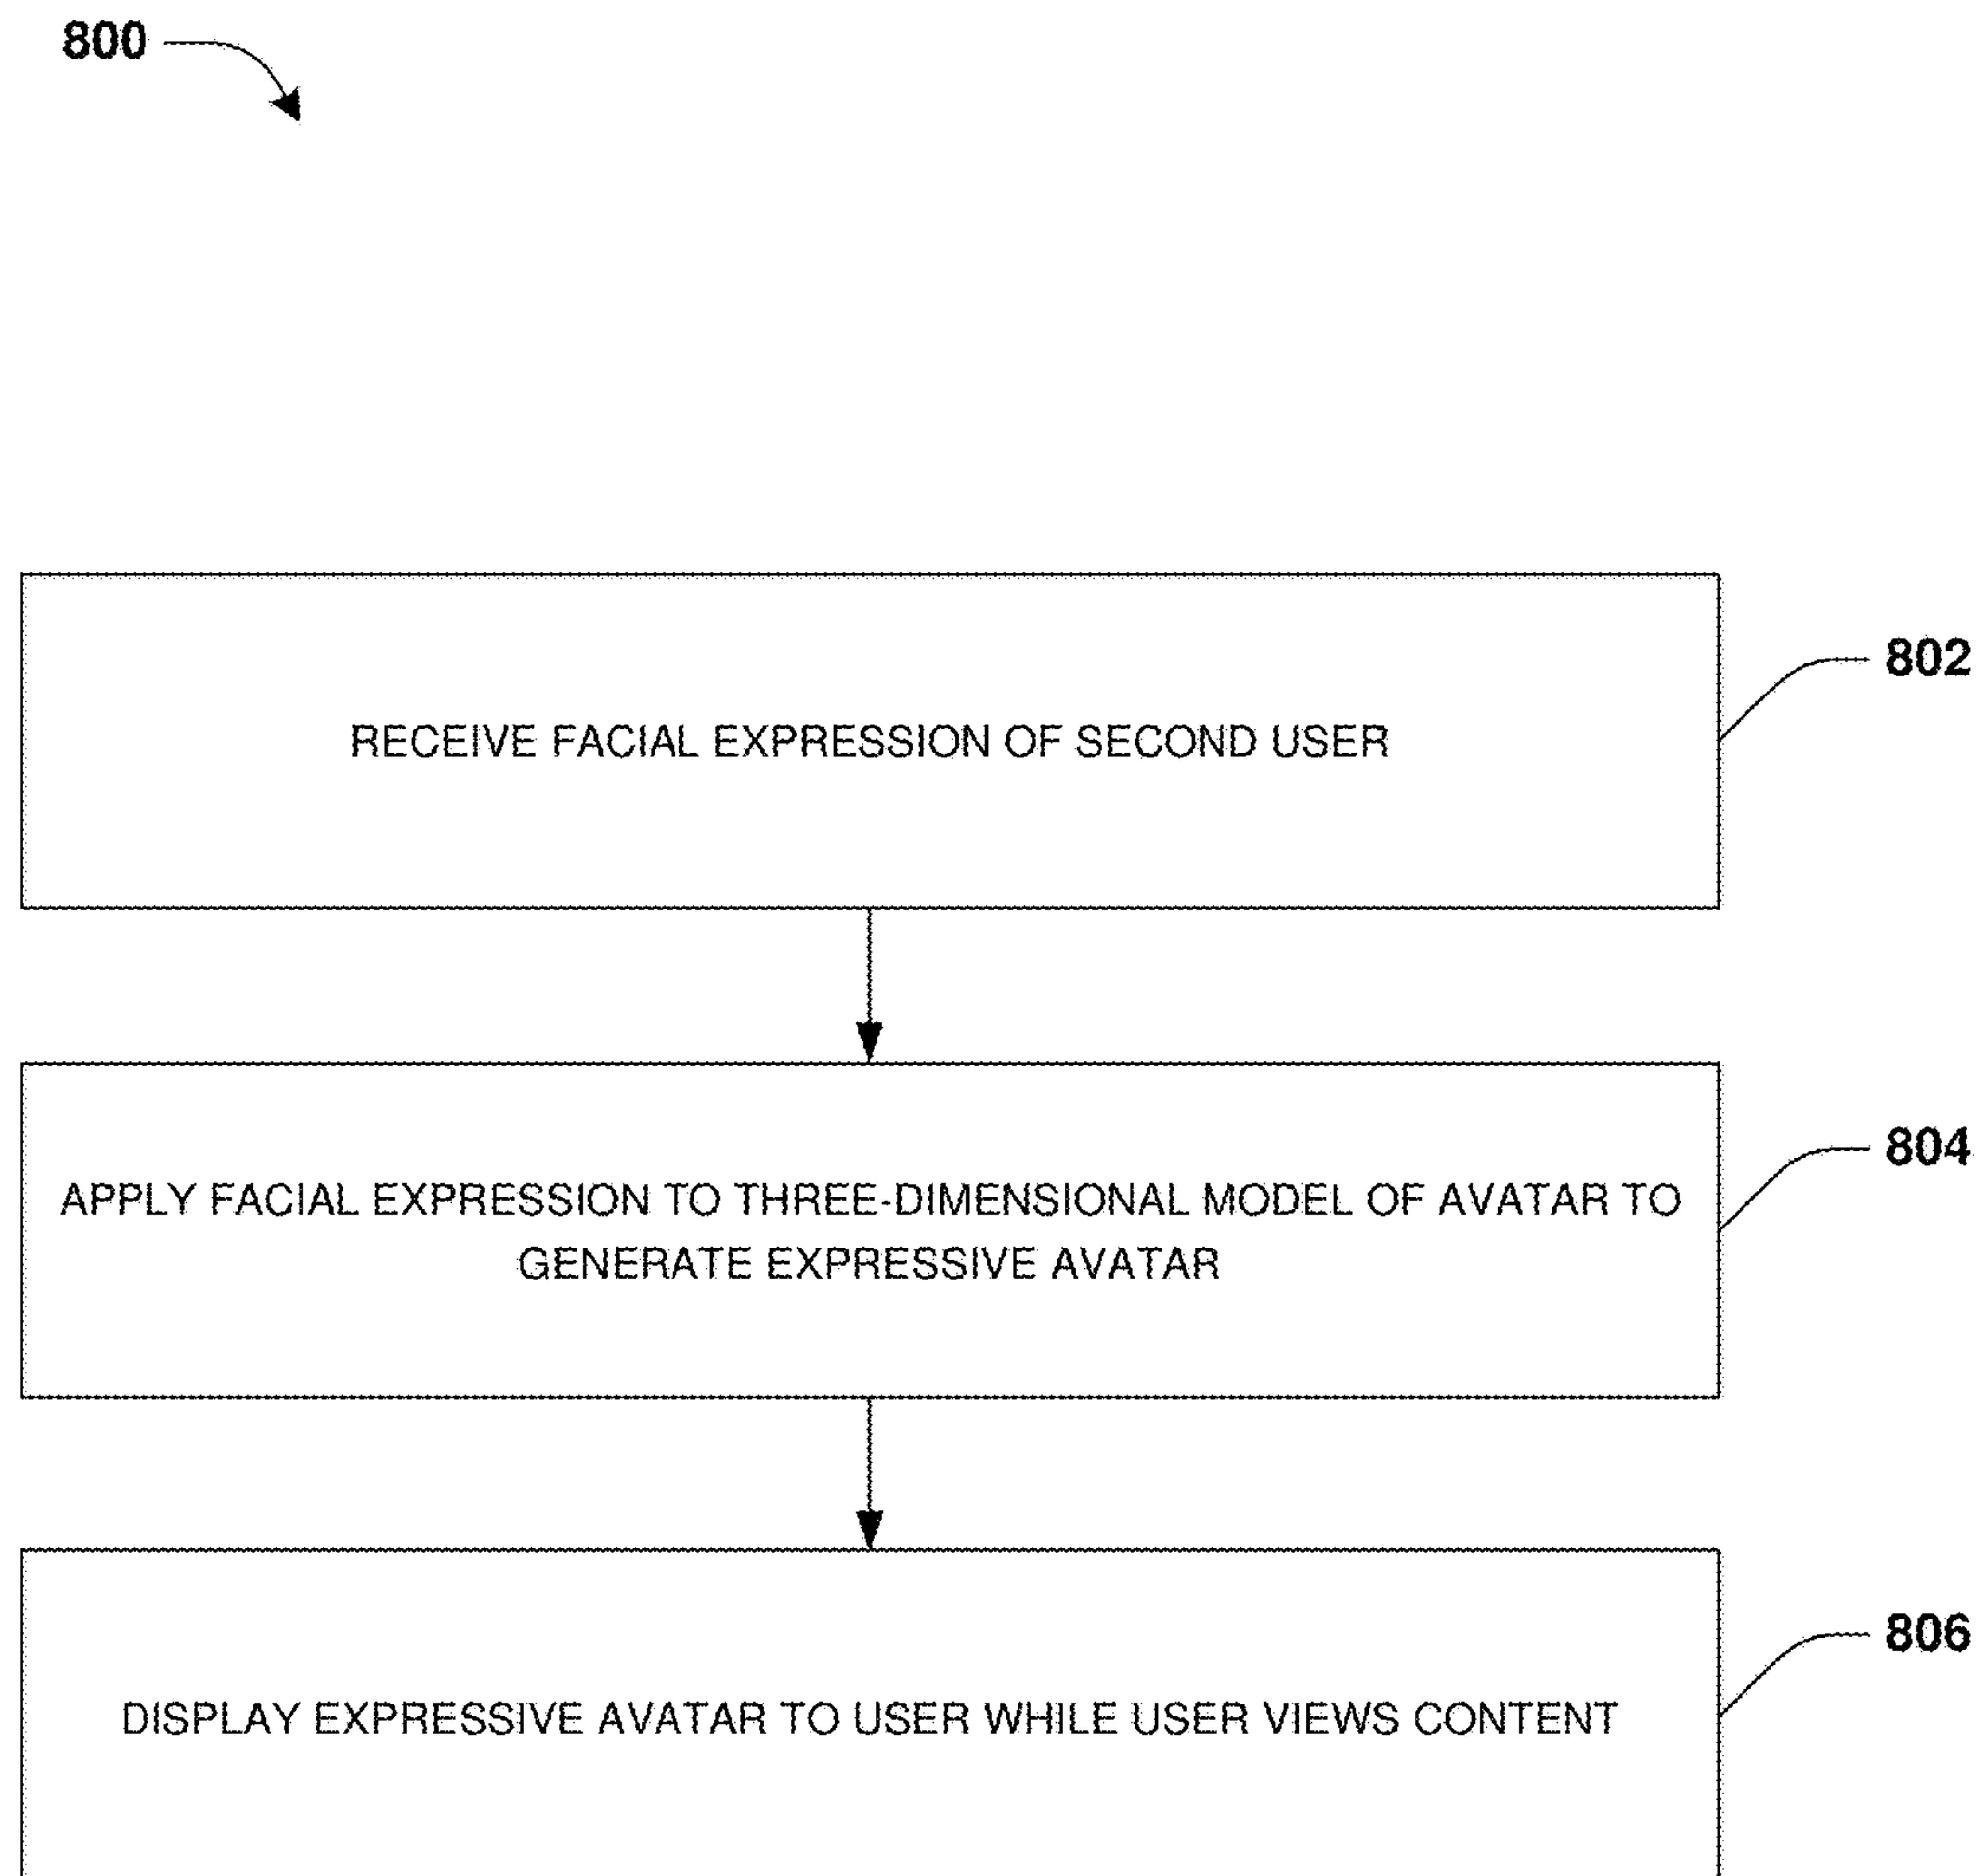 800
RECEIVE FACIAL EXPRESSION OF SECOND USER
802
APPLY FACIAL EXPRESSION TO THREE-DIMENSIONAL MODEL OF AVATAR TO
GENERATE EXPRESSIVE AVATAR
804
DISPLAY EXPRESSIVE AVATAR TO USER WHILE USER VIEWS CONTENT
806